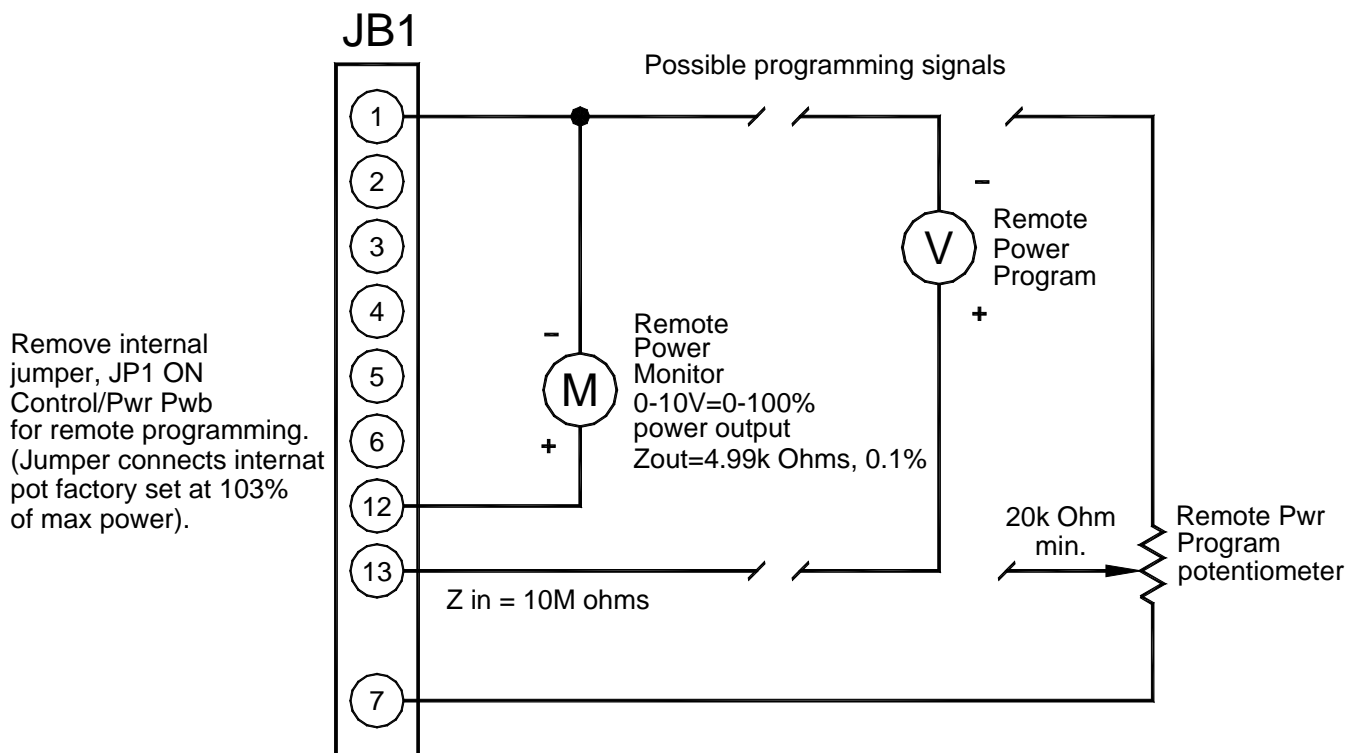 JB1
Possible programming signals
1
2
3
4
5
6
12
13
7
Remove internal
jumper, JP1 ON
Control/Pwr Pwb
for remote programming.
(Jumper connects internat
pot factory set at 103%
of max power).
–
M
+
Remote
Power
Monitor
0-10V=0-100%
power output
Zout=4.99k Ohms, 0.1%
–
V
+
Remote
Power
Program
Z in = 10M ohms
20k Ohm
min.
Remote Pwr
Program
potentiometer